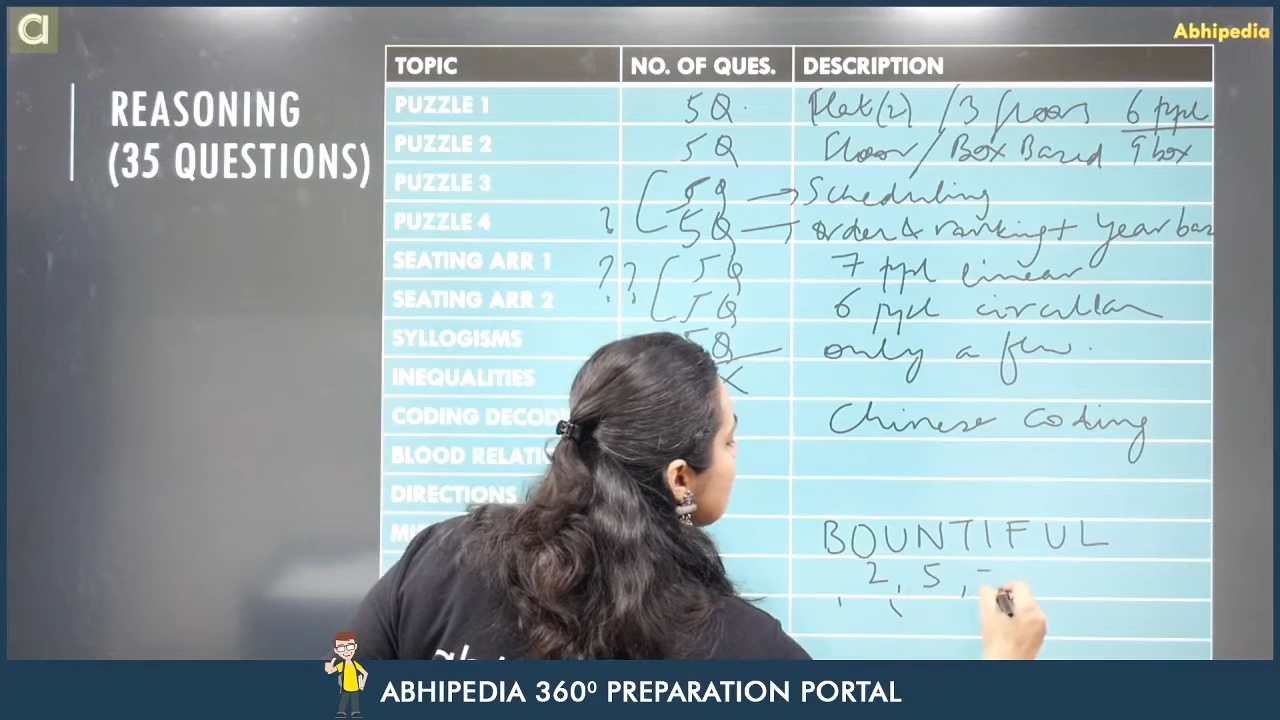 Abhipedia
REASONING
(35 QUESTIONS)
TOPIC NO. OF QUES. DESCRIPTION
PUZZLE 1 5Q. Flat(2) / 3 floors 6 ppl
PUZZLE 2 5Q Floor / Box Based 9 box
PUZZLE 3 5Q → Scheduling
PUZZLE 4 ? 5Q → order & ranking + year bas
SEATING ARR 1 ?? 5Q 7 ppl linear
SEATING ARR 2 5Q 6 ppl circular
SYLLOGISMS 5Q only a few.
INEQUALITIES X
CODING DECOD Chinese coding
BLOOD RELATI
DIRECTIONS
MI BOUNTIFUL
2, 5,
ABHIPEDIA 360⁰ PREPARATION PORTAL